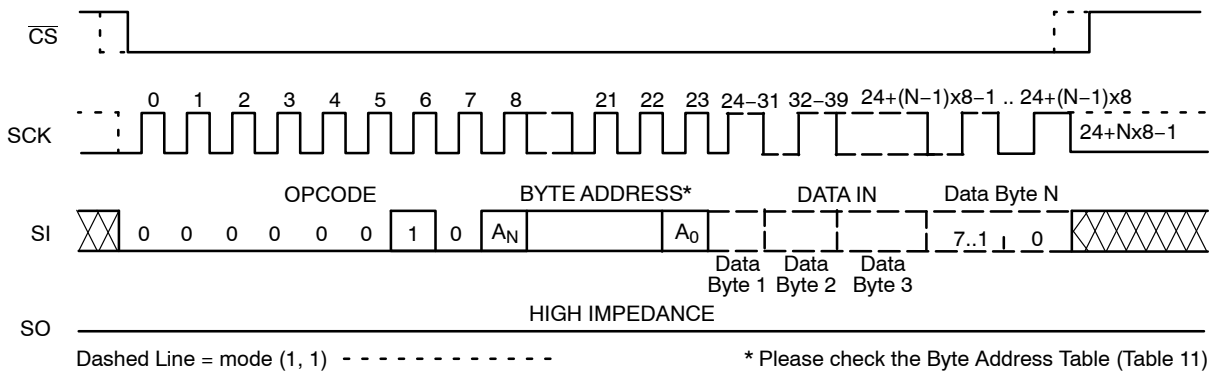 CS
0 1 2 3 4 5 6 7 8 21 22 23 24−31 32−39 24+(N−1)x8−1 .. 24+(N−1)x8
SCK
24+Nx8−1
OPCODE BYTE ADDRESS* DATA IN Data Byte N
SI 0 0 0 0 0 0 1 0 AN A0 7..1 0
Data Byte 1
Data Byte 2
Data Byte 3
HIGH IMPEDANCE
SO
Dashed Line = mode (1, 1)
* Please check the Byte Address Table (Table 11)